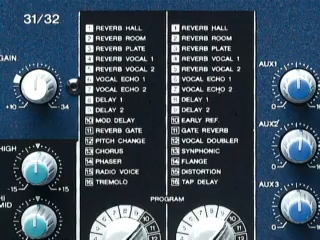 31/32
GAIN
+10 -34
HIGH
-15 +15
HI
MID
1 REVERB HALL
2 REVERB ROOM
3 REVERB PLATE
4 REVERB VOCAL 1
5 REVERB VOCAL 2
6 VOCAL ECHO 1
7 VOCAL ECHO 2
8 DELAY 1
9 DELAY 2
10 MOD DELAY
11 REVERB GATE
12 PITCH CHANGE
13 CHORUS
14 PHASER
15 RADIO VOICE
16 TREMOLO
1 REVERB HALL
2 REVERB ROOM
3 REVERB PLATE
4 REVERB VOCAL 1
5 REVERB VOCAL 2
6 VOCAL ECHO 1
7 VOCAL ECHO 2
8 DELAY 1
9 DELAY 2
10 EARLY REF.
11 GATE REVERB
12 VOCAL DOUBLER
13 SYNPHONIC
14 FLANGE
15 DISTORTION
16 TAP DELAY
PROGRAM
AUX1
0
AUX2
0
AUX3
0